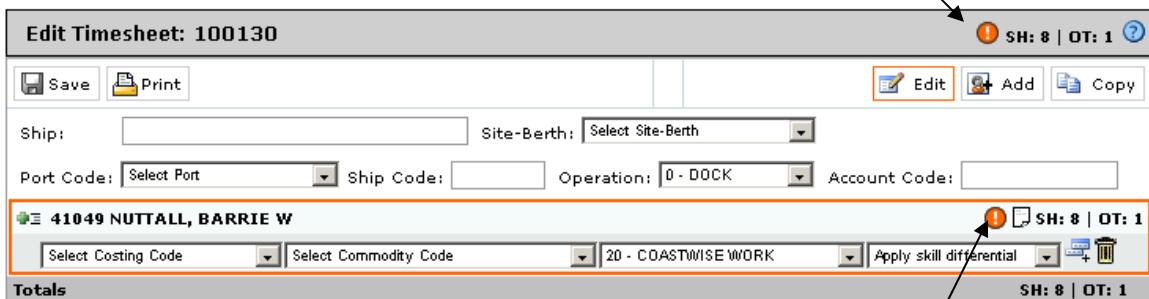 Edit Timesheet: 100130 SH: 8 | OT: 1
Save Print Edit Add Copy
Ship: Site-Berth: Select Site-Berth
Port Code: Select Port Ship Code: Operation: 0 - DOCK Account Code:
41049 NUTTALL, BARRIE W SH: 8 | OT: 1
Select Costing Code Select Commodity Code 20 - COASTWISE WORK Apply skill differential
Totals SH: 8 | OT: 1